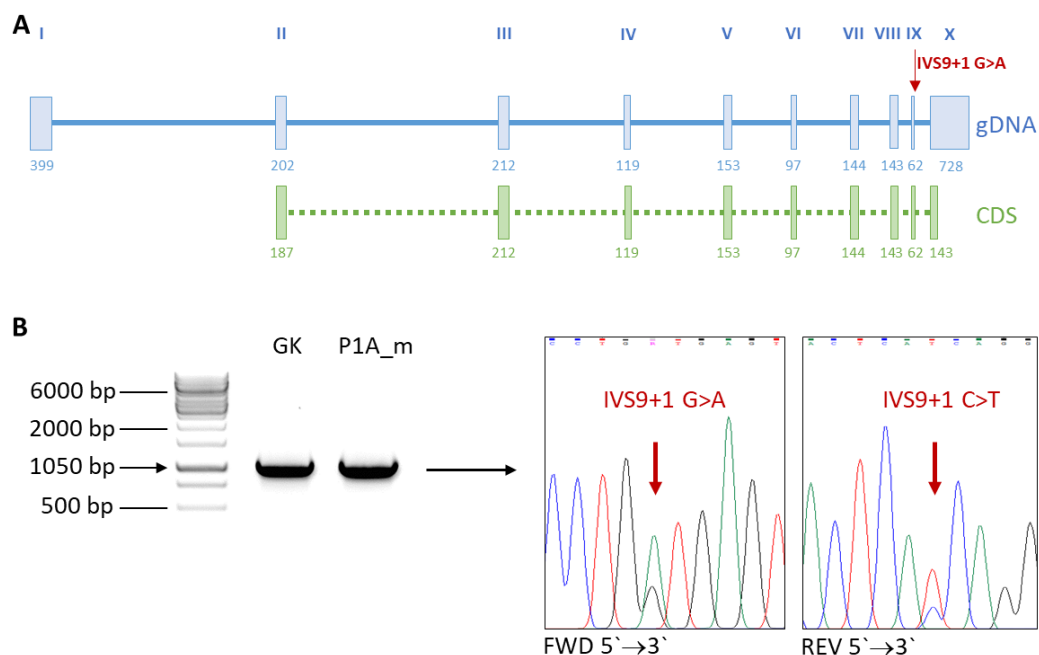 A
I II III IV V VI VII VIII IX X
IVS9+1 G>A
gDNA
399 202 212 119 153 97 144 143 62 728
CDS
187 212 119 153 97 144 143 62 143
B
GK P1A_m
6000 bp
2000 bp
1050 bp
500 bp
IVS9+1 G>A
FWD 5`→3`
IVS9+1 C>T
REV 5`→3`